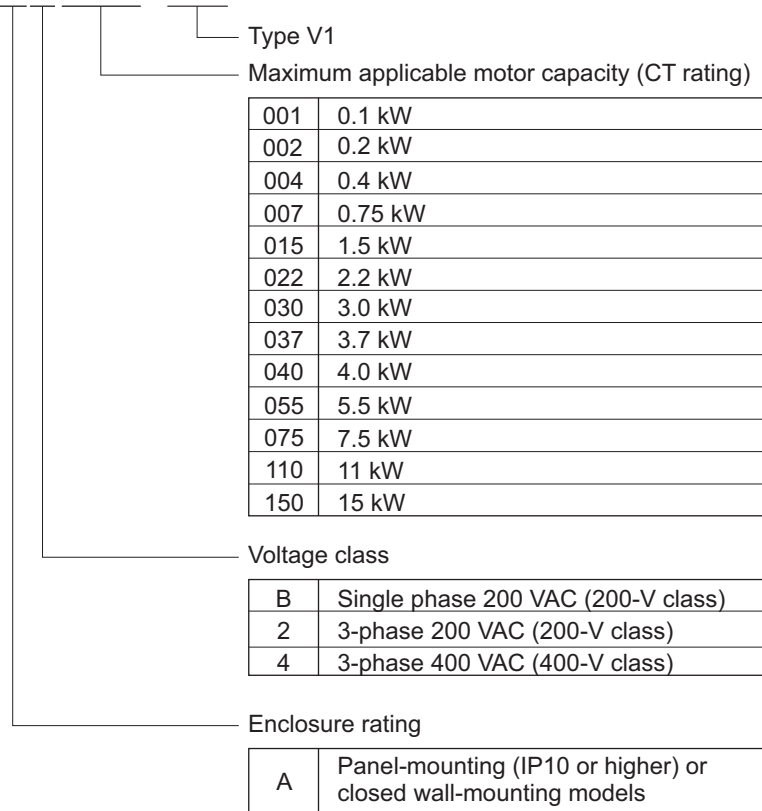 Type V1
Maximum applicable motor capacity (CT rating)
001 0.1 kW
002 0.2 kW
004 0.4 kW
007 0.75 kW
015 1.5 kW
022 2.2 kW
030 3.0 kW
037 3.7 kW
040 4.0 kW
055 5.5 kW
075 7.5 kW
110 11 kW
150 15 kW
Voltage class
B Single phase 200 VAC (200-V class)
2 3-phase 200 VAC (200-V class)
4 3-phase 400 VAC (400-V class)
Enclosure rating
A Panel-mounting (IP10 or higher) or
closed wall-mounting models